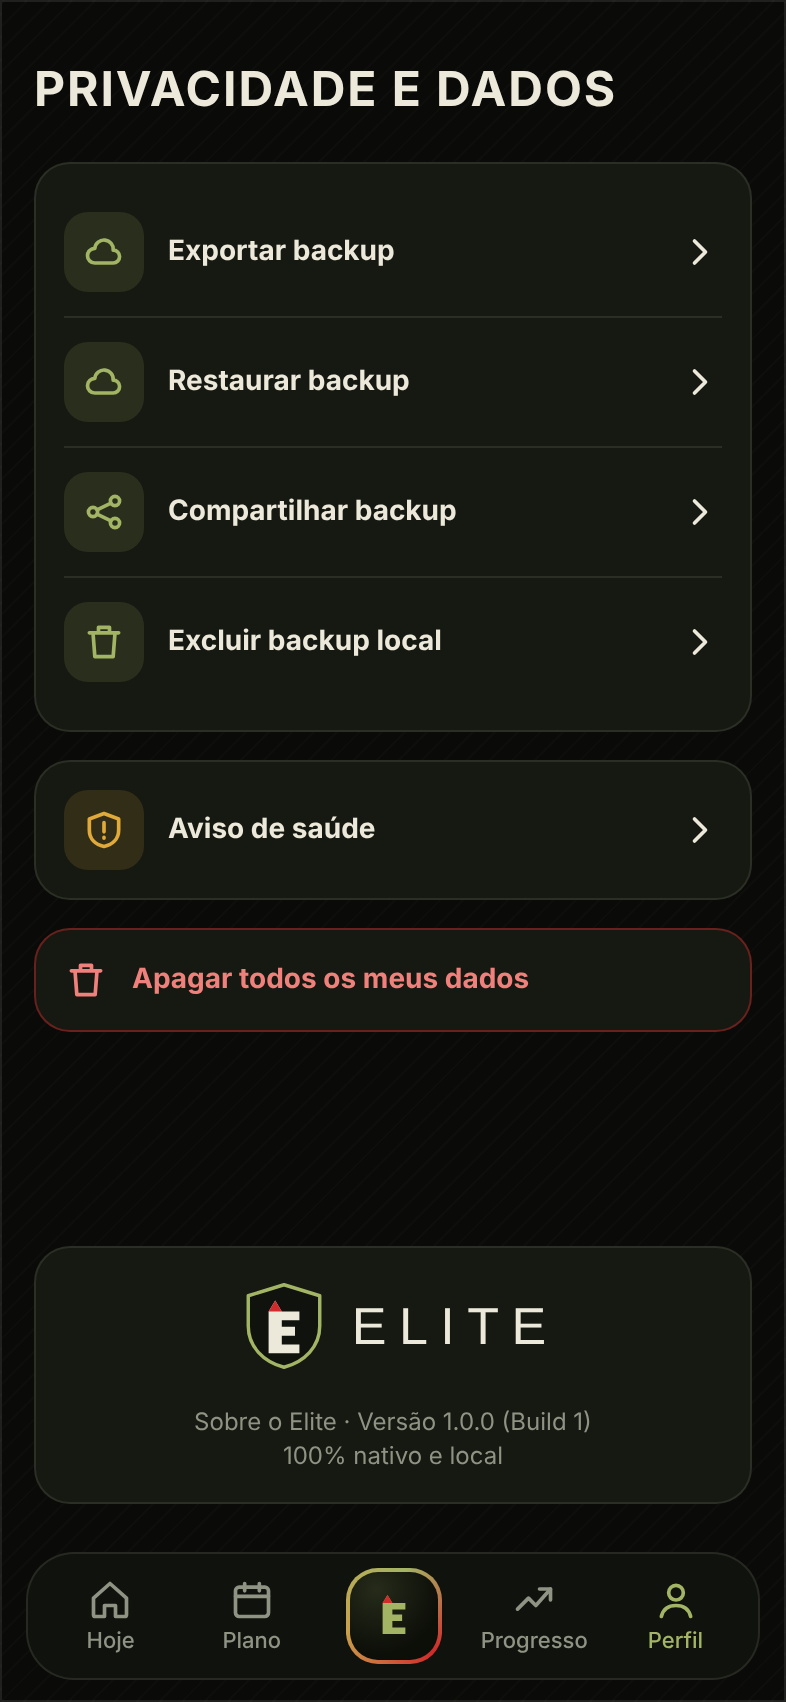 PRIVACIDADE E DADOS
Exportar backup
Restaurar backup
Compartilhar backup
Excluir backup local
Aviso de saúde
Apagar todos os meus dados
E ELITE
Sobre o Elite · Versão 1.0.0 (Build 1)
100% nativo e local
Hoje
Plano
E
Progresso
Perfil